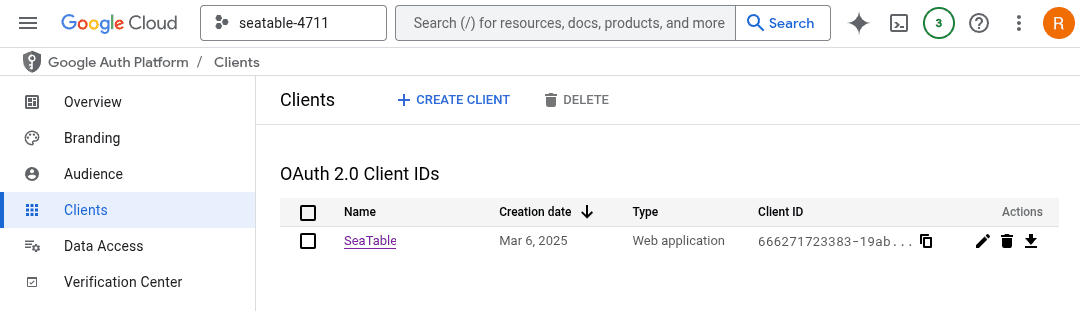 Google Cloud seatable-4711 Search (/) for resources, docs, products, and more Search 3 R
Google Auth Platform / Clients
Overview
Branding
Audience
Clients
Data Access
Verification Center
Clients + CREATE CLIENT DELETE
OAuth 2.0 Client IDs
Name Creation date Type Client ID Actions
SeaTable Mar 6, 2025 Web application 666271723383-19ab...